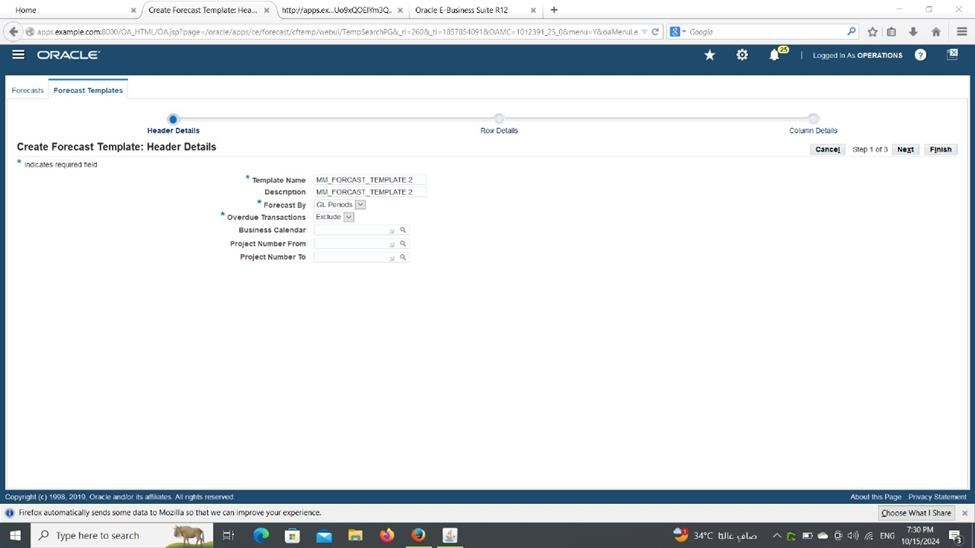 Home
Create Forecast Template: Hea...
http://apps.ex...Uo9xQOElYm3Q..
Oracle E-Business Suite R12
apps.example.com:8000/OA_HTML/OA.jsp?page=/oracle/apps/ce/forecast/cftemp/webui/TempSearchPG&_ri=260&_ti=1857854091&OAMC=1012391_25_0&menu=Y&oaMenuLe
Google
ORACLE
25
Logged In As OPERATIONS
Forecasts
Forecast Templates
Header Details
Row Details
Column Details
Create Forecast Template: Header Details
Cancel
Step 1 of 3
Next
Finish
* Indicates required field
* Template Name MM_FORCAST_TEMPLATE 2
Description MM_FORCAST_TEMPLATE 2
* Forecast By GL Periods
* Overdue Transactions Exclude
Business Calendar
Project Number From
Project Number To
Copyright (c) 1998, 2019, Oracle and/or its affiliates. All rights reserved.
About this Page Privacy Statement
Firefox automatically sends some data to Mozilla so that we can improve your experience.
Choose What I Share
Type here to search
34°C صافٍ غالبًا
ENG
7:30 PM
10/15/2024
3